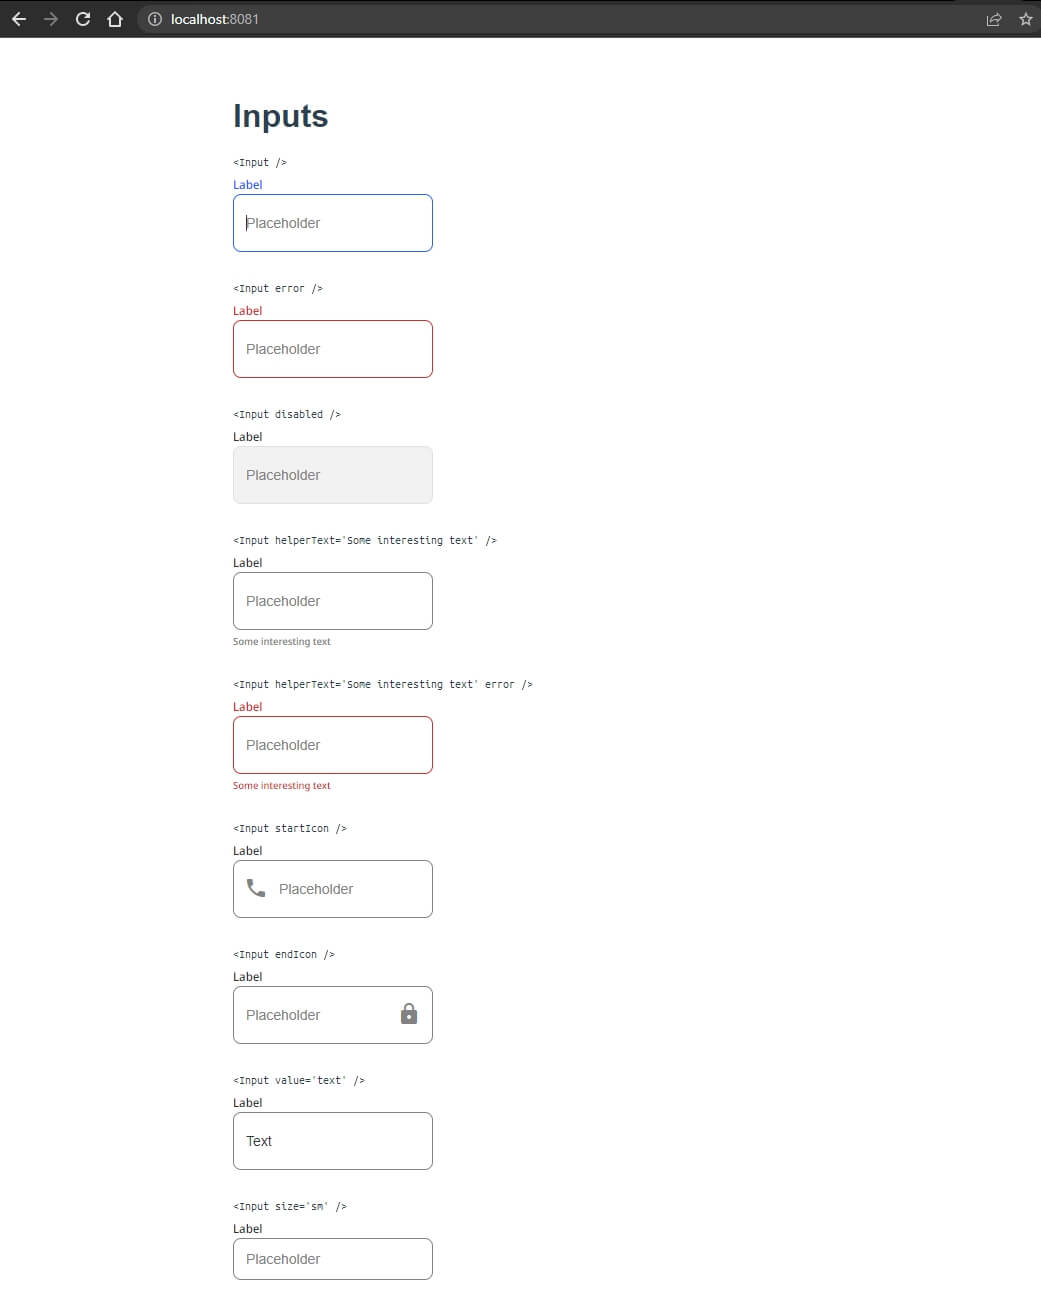 localhost:8081
Inputs
<Input />
Label
Placeholder
<Input error />
Label
Placeholder
<Input disabled />
Label
Placeholder
<Input helperText='Some interesting text' />
Label
Placeholder
Some interesting text
<Input helperText='Some interesting text' error />
Label
Placeholder
Some interesting text
<Input startIcon />
Label
Placeholder
<Input endIcon />
Label
Placeholder
<Input value='text' />
Label
Text
<Input size='sm' />
Label
Placeholder